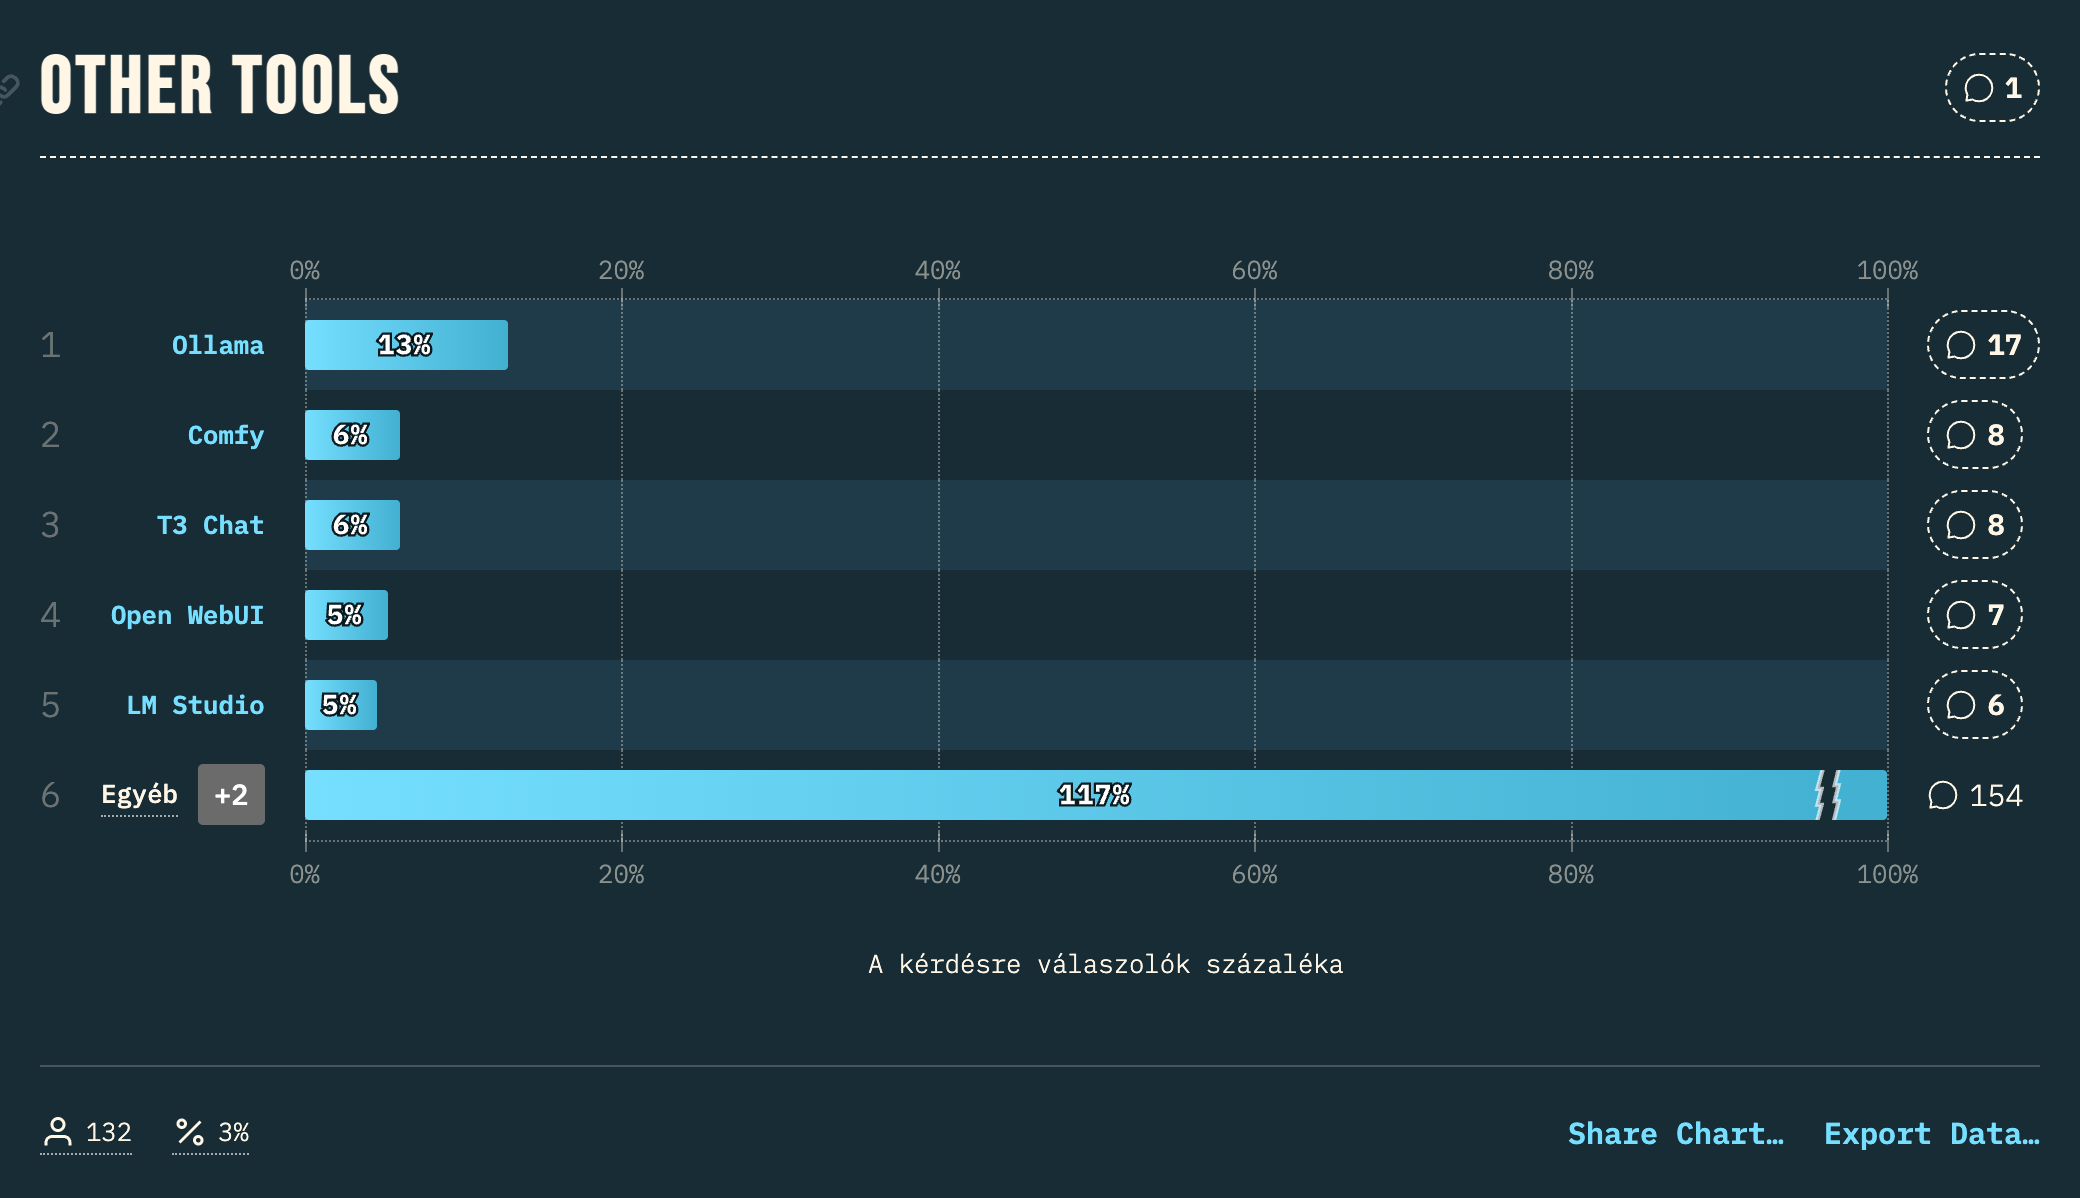 OTHER TOOLS
1
0% 20% 40% 60% 80% 100%
1 Ollama 13% 17
2 Comfy 6% 8
3 T3 Chat 6% 8
4 Open WebUI 5% 7
5 LM Studio 5% 6
6 Egyéb +2 117% 154
0% 20% 40% 60% 80% 100%
A kérdésre válaszolók százaléka
132 3% Share Chart… Export Data…